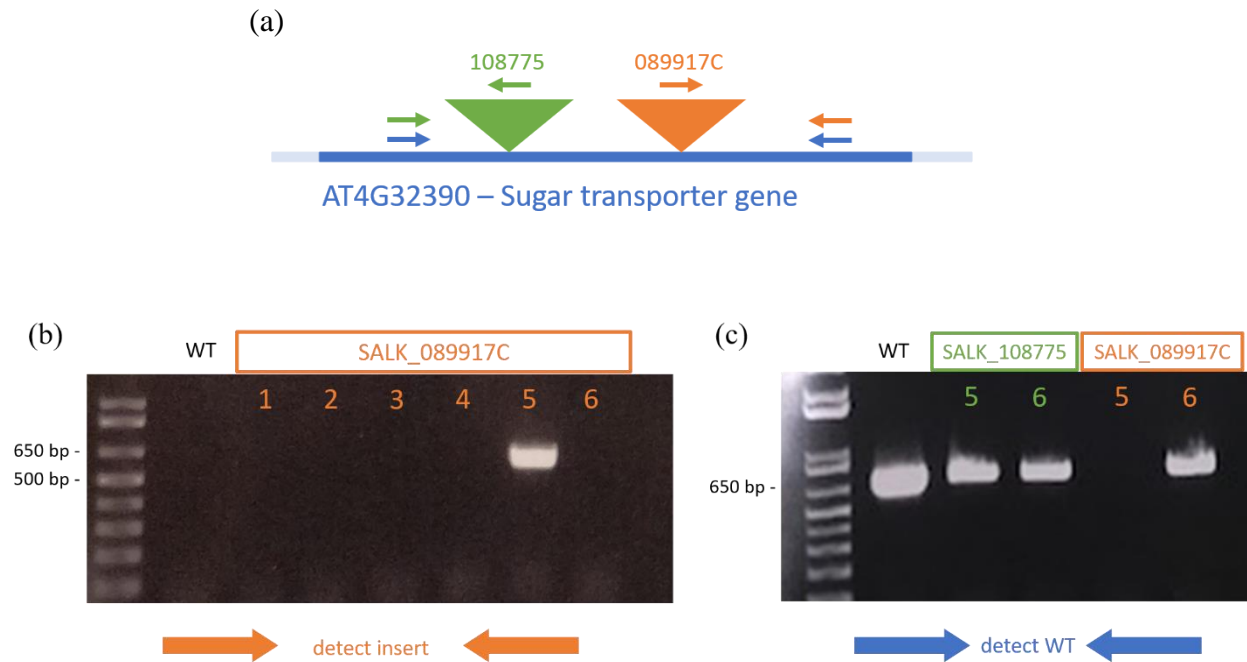 (a)
108775 089917C
AT4G32390 – Sugar transporter gene
(b)
WT SALK_089917C
1 2 3 4 5 6
650 bp -
500 bp -
detect insert
(c)
WT SALK_108775 SALK_089917C
5 6 5 6
650 bp -
detect WT